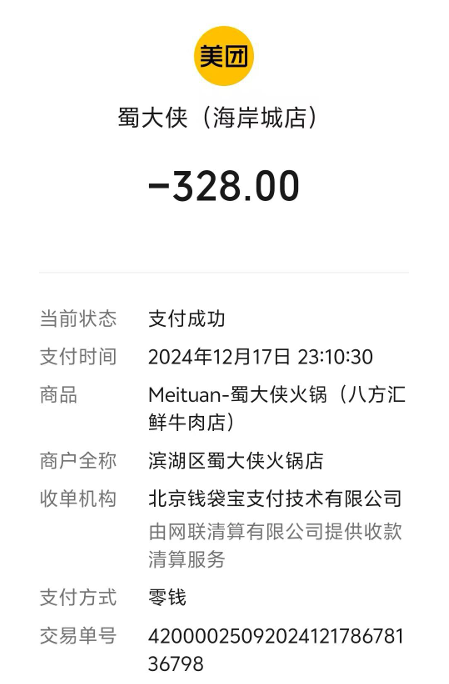 美团
蜀大侠（海岸城店）
-328.00
当前状态 支付成功
支付时间 2024年12月17日 23:10:30
商品 Meituan-蜀大侠火锅（八方汇
鲜牛肉店）
商户全称 滨湖区蜀大侠火锅店
收单机构 北京钱袋宝支付技术有限公司
由网联清算有限公司提供收款
清算服务
支付方式 零钱
交易单号 42000025092024121786781
36798